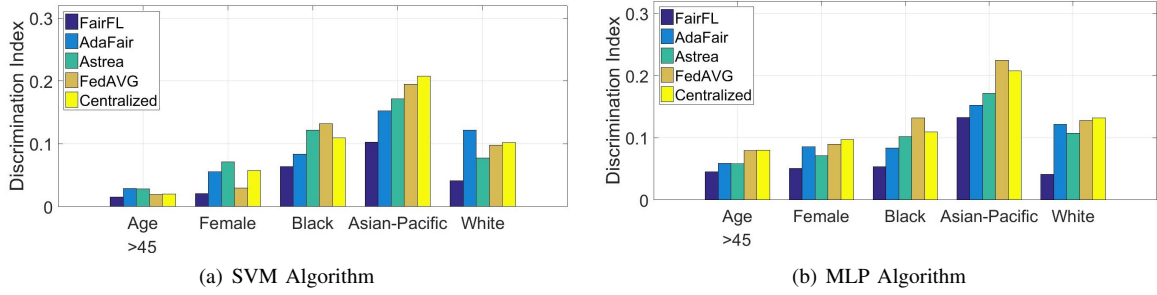 Discrimination Index
0.3
0.2
0.1
0
FairFL
AdaFair
Astrea
FedAVG
Centralized
Age
>45
Female
Black
Asian-Pacific
White
(a) SVM Algorithm
Discrimination Index
0.3
0.2
0.1
0
FairFL
AdaFair
Astrea
FedAVG
Centralized
Age
>45
Female
Black
Asian-Pacific
White
(b) MLP Algorithm